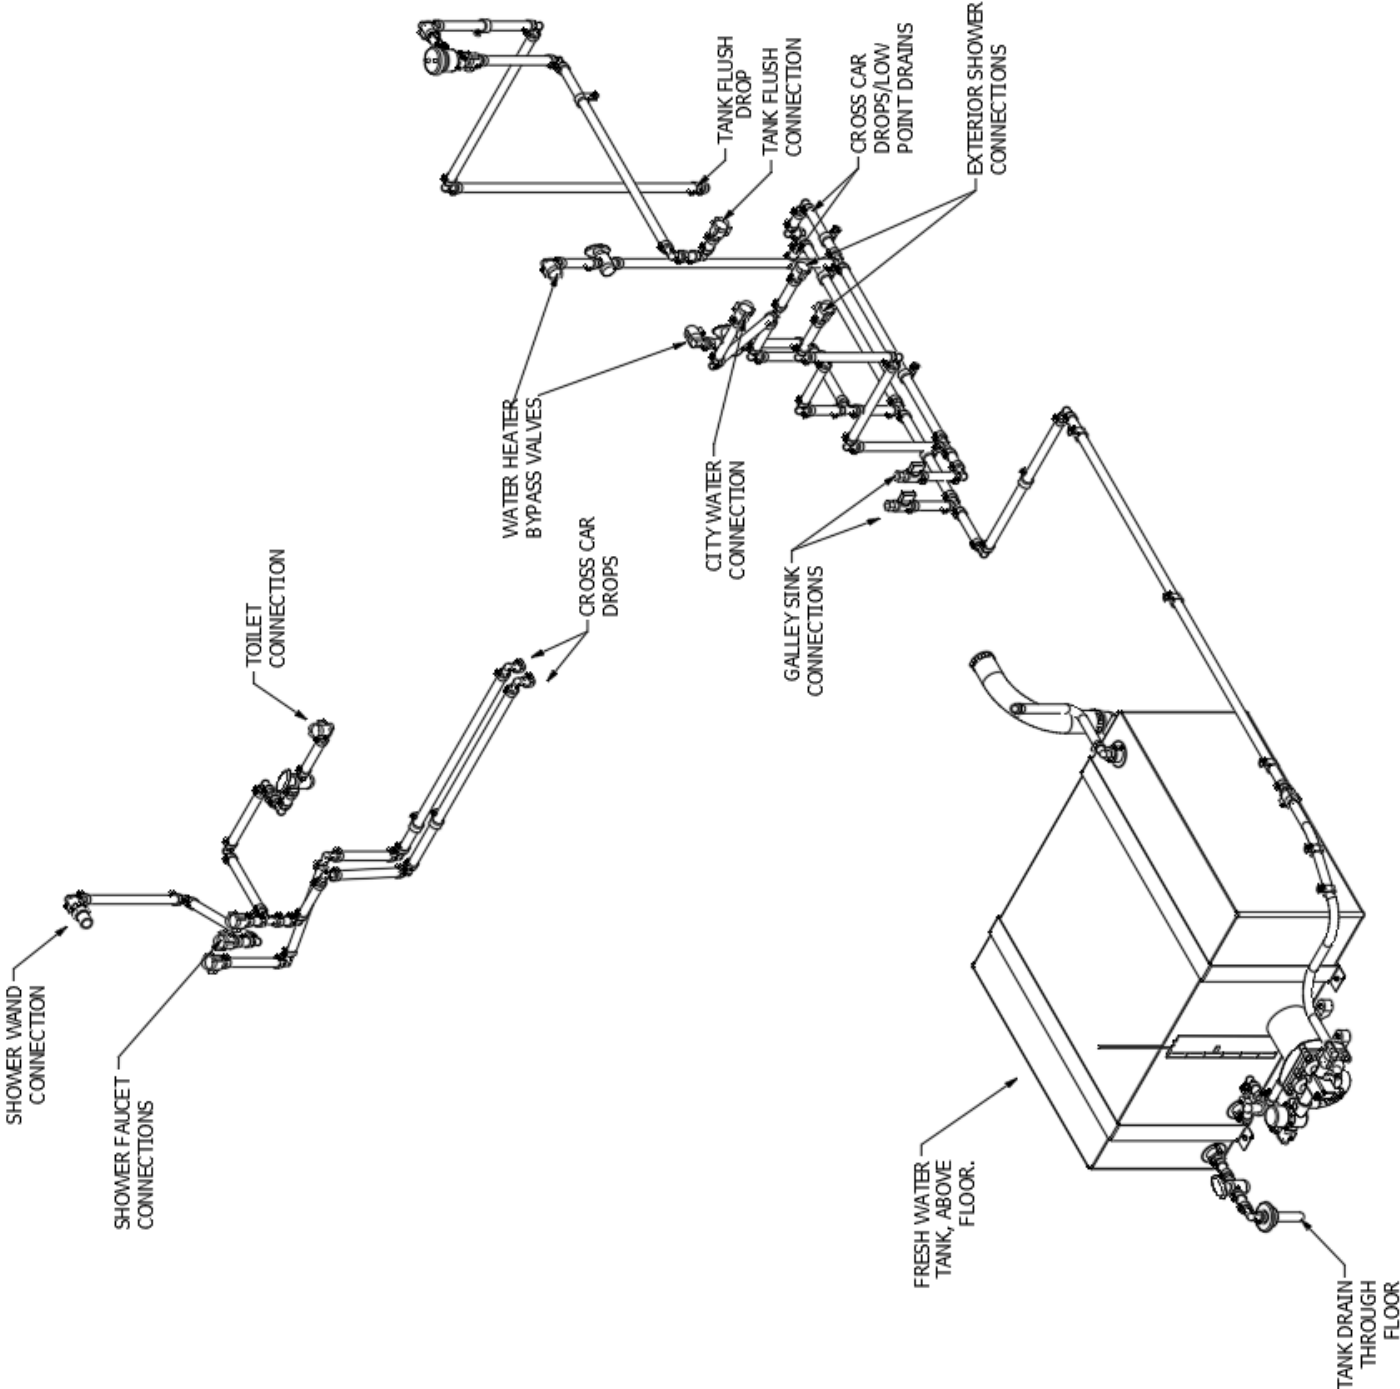 SHOWER WAND
CONNECTION
SHOWER FAUCET
CONNECTIONS
TOILET
CONNECTION
CROSS CAR
DROPS
WATER HEATER
BYPASS VALVES
CITY WATER
CONNECTION
GALLEY SINK
CONNECTIONS
TANK FLUSH
DROP
TANK FLUSH
CONNECTION
CROSS CAR
DROPS/LOW
POINT DRAINS
EXTERIOR SHOWER
CONNECTIONS
FRESH WATER
TANK, ABOVE
FLOOR.
TANK DRAIN
THROUGH
FLOOR